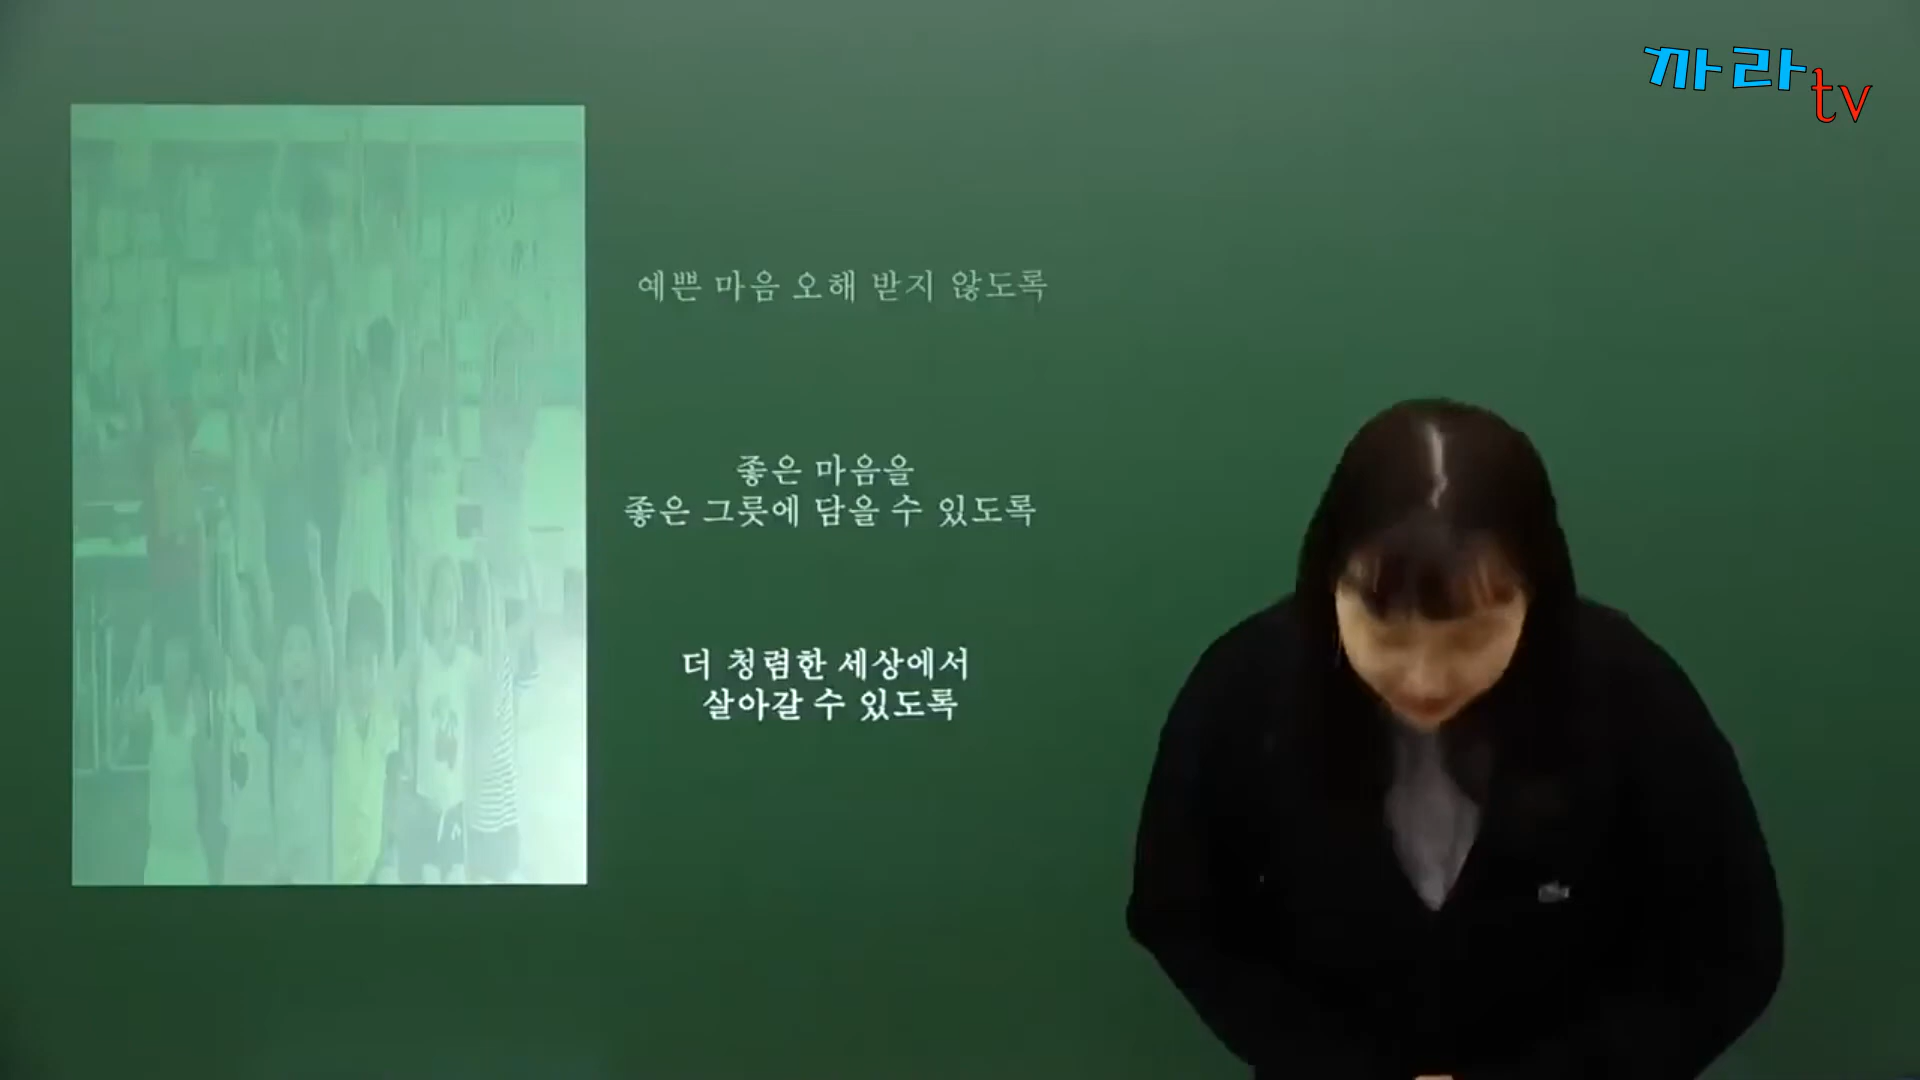 까라tv
예쁜 마음 오해 받지 않도록
좋은 마음을
좋은 그릇에 담을 수 있도록
더 청렴한 세상에서
살아갈 수 있도록